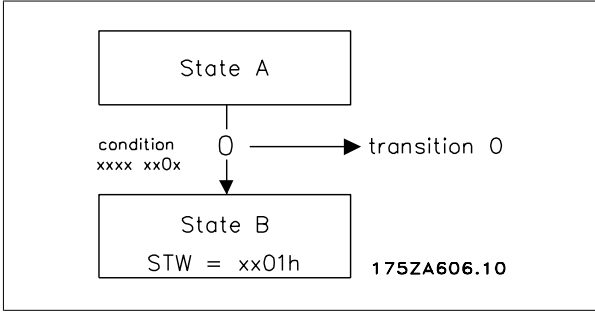 State A
condition
xxxx xx0x
0
transition 0
State B
STW = xx01h
175ZA606.10